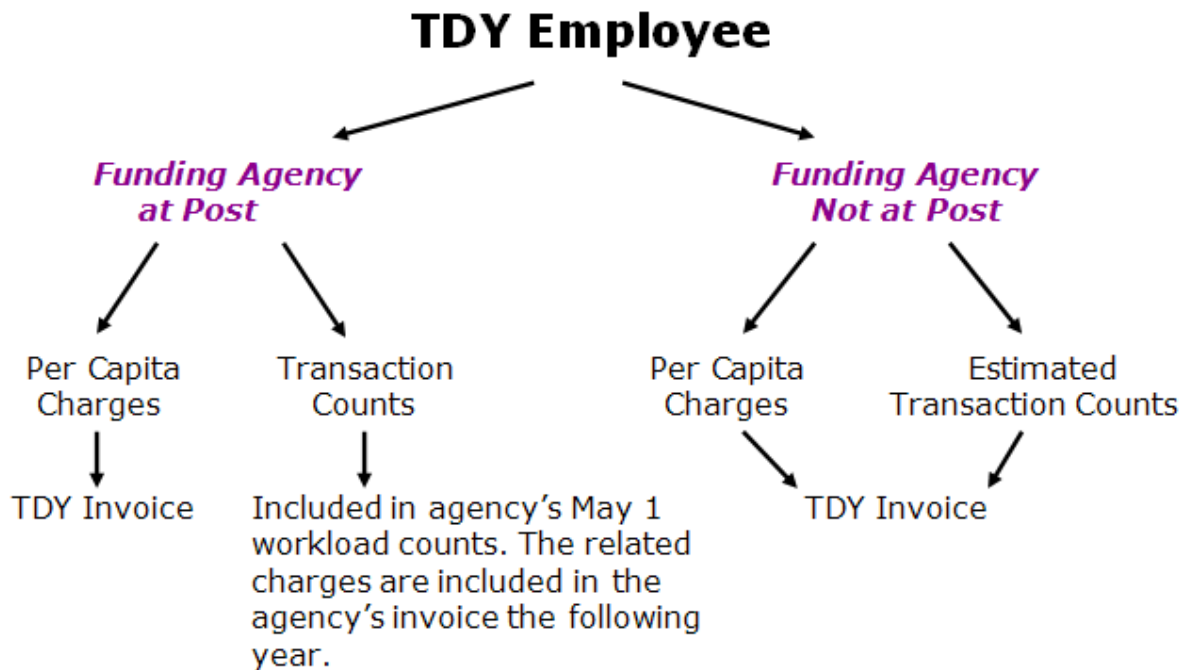 TDY Employee
Funding Agency
at Post
Funding Agency
Not at Post
Per Capita
Charges
Transaction
Counts
Per Capita
Charges
Estimated
Transaction Counts
TDY Invoice
Included in agency’s May 1
workload counts. The related
charges are included in the
agency’s invoice the following
year.
TDY Invoice